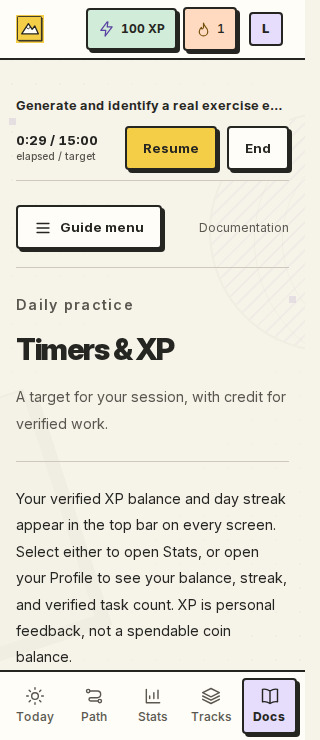 100 XP
1
L
Generate and identify a real exercise e...
0:29 / 15:00
elapsed / target
Resume
End
Guide menu
Documentation
Daily practice
Timers & XP
A target for your session, with credit for
verified work.
Your verified XP balance and day streak
appear in the top bar on every screen.
Select either to open Stats, or open
your Profile to see your balance, streak,
and verified task count. XP is personal
feedback, not a spendable coin
balance.
Today
Path
Stats
Tracks
Docs